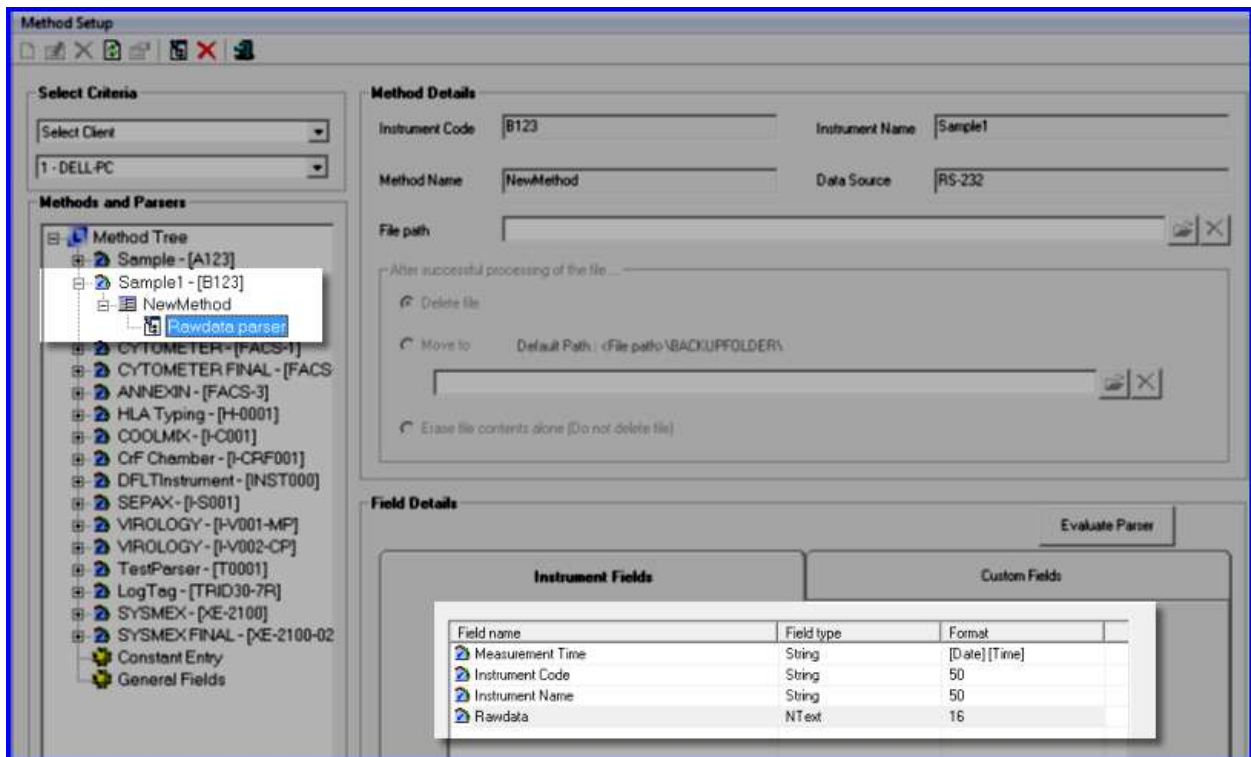 Method Setup
Select Criteria
Select Client
1 - DELL-PC
Methods and Parsers
Method Tree
Sample - [A123]
Sample1 - [B123]
NewMethod
Rawdata parser
CYTOMETER - [FACS-1]
CYTOMETER FINAL - [FACS
ANNEXIN - [FACS-3]
HLA Typing - [H-0001]
COOLMIX - [I-C001]
CrF Chamber - [I-CRF001]
DFLTInstrument - [INST000]
SEPAX - [I-S001]
VIROLOGY - [I-V001-MP]
VIROLOGY - [I-V002-CP]
TestParser - [T0001]
LogTag - [TRID30-7R]
SYSMEX - [XE-2100]
SYSMEX FINAL - [XE-2100-02
Constant Entry
General Fields
Method Details
Instrument Code B123 Instrument Name Sample1
Method Name NewMethod Data Source RS-232
File path
After successful processing of the file ...
Delete file
Move to Default Path : <File path>\BACKUPFOLDER\
Erase file contents alone (Do not delete file)
Field Details
Evaluate Parser
Instrument Fields Custom Fields
Field name Field type Format
Measurement Time String [Date] [Time]
Instrument Code String 50
Instrument Name String 50
Rawdata NText 16